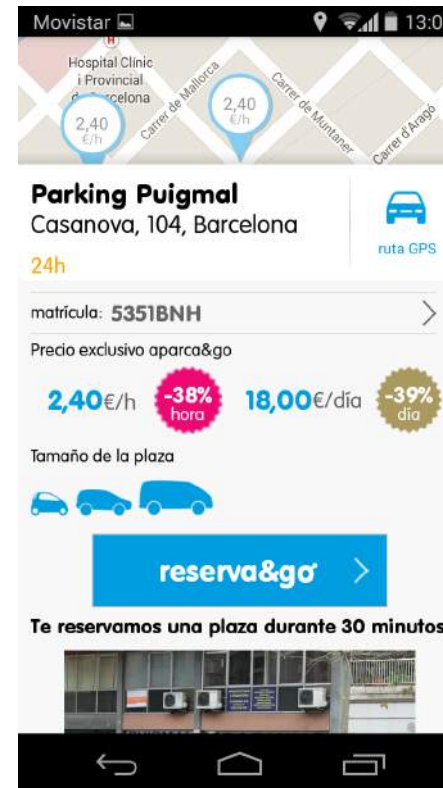 Movistar 13:0
H
Hospital Clínic
i Provincial
de Barcelona
Carrer de Mallorca
Carrer de Muntaner
Carrer d'Aragó
2,40
€/h
2,40
€/h
Parking Puigmal
Casanova, 104, Barcelona
24h
ruta GPS
matrícula: 5351BNH
Precio exclusivo aparca&go
2,40€/h -38% hora 18,00€/día -39% día
Tamaño de la plaza
reserva&go
Te reservamos una plaza durante 30 minutos